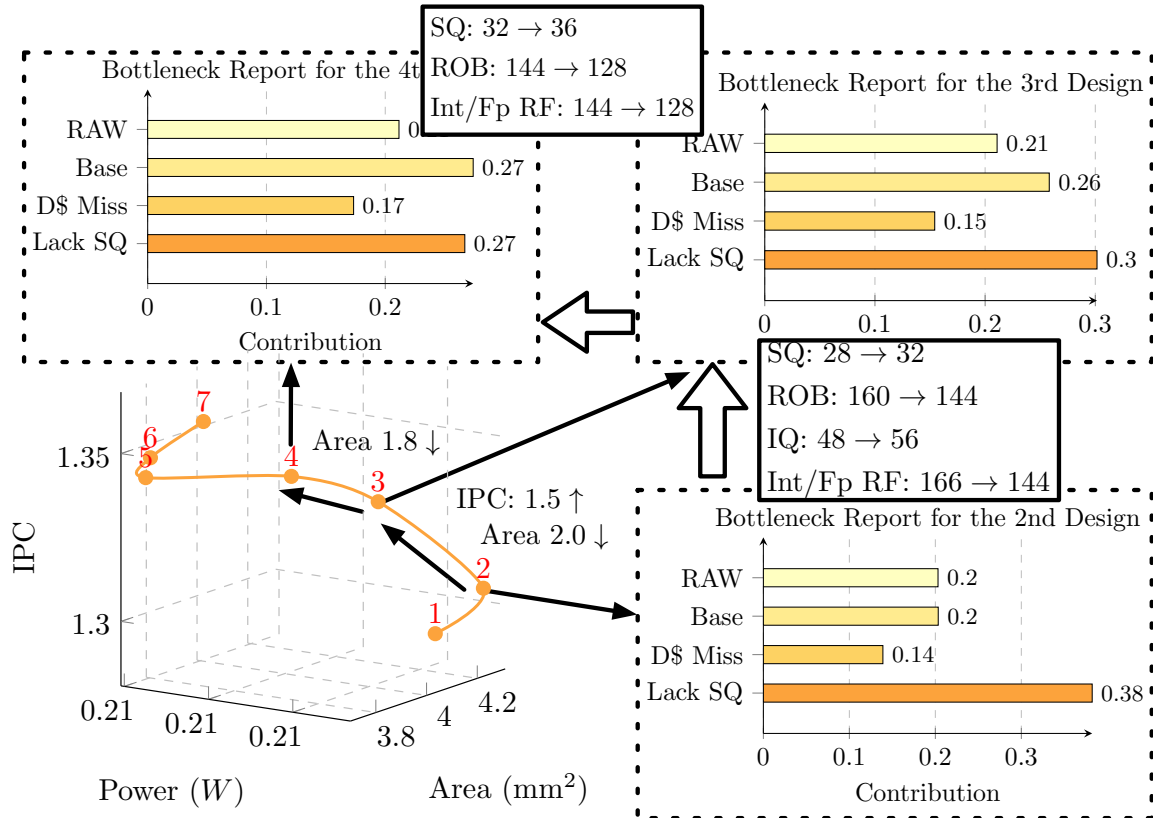 SQ: 32 → 36
ROB: 144 → 128
Int/Fp RF: 144 → 128
Bottleneck Report for the 4t
RAW
Base
0.27
D$ Miss
0.17
Lack SQ
0.27
0
0.1
0.2
Contribution
Bottleneck Report for the 3rd Design
RAW
0.21
Base
0.26
D$ Miss
0.15
Lack SQ
0.3
0
0.1
0.2
0.3
SQ: 28 → 32
ROB: 160 → 144
IQ: 48 → 56
Int/Fp RF: 166 → 144
Bottleneck Report for the 2nd Design
RAW
0.2
Base
0.2
D$ Miss
0.14
Lack SQ
0.38
0
0.1
0.2
0.3
Contribution
7
6
5
4
3
2
1
Area 1.8 ↓
IPC: 1.5 ↑
Area 2.0 ↓
1.35
1.3
IPC
0.21
0.21
0.21
Power (W)
3.8
4
4.2
Area (mm²)